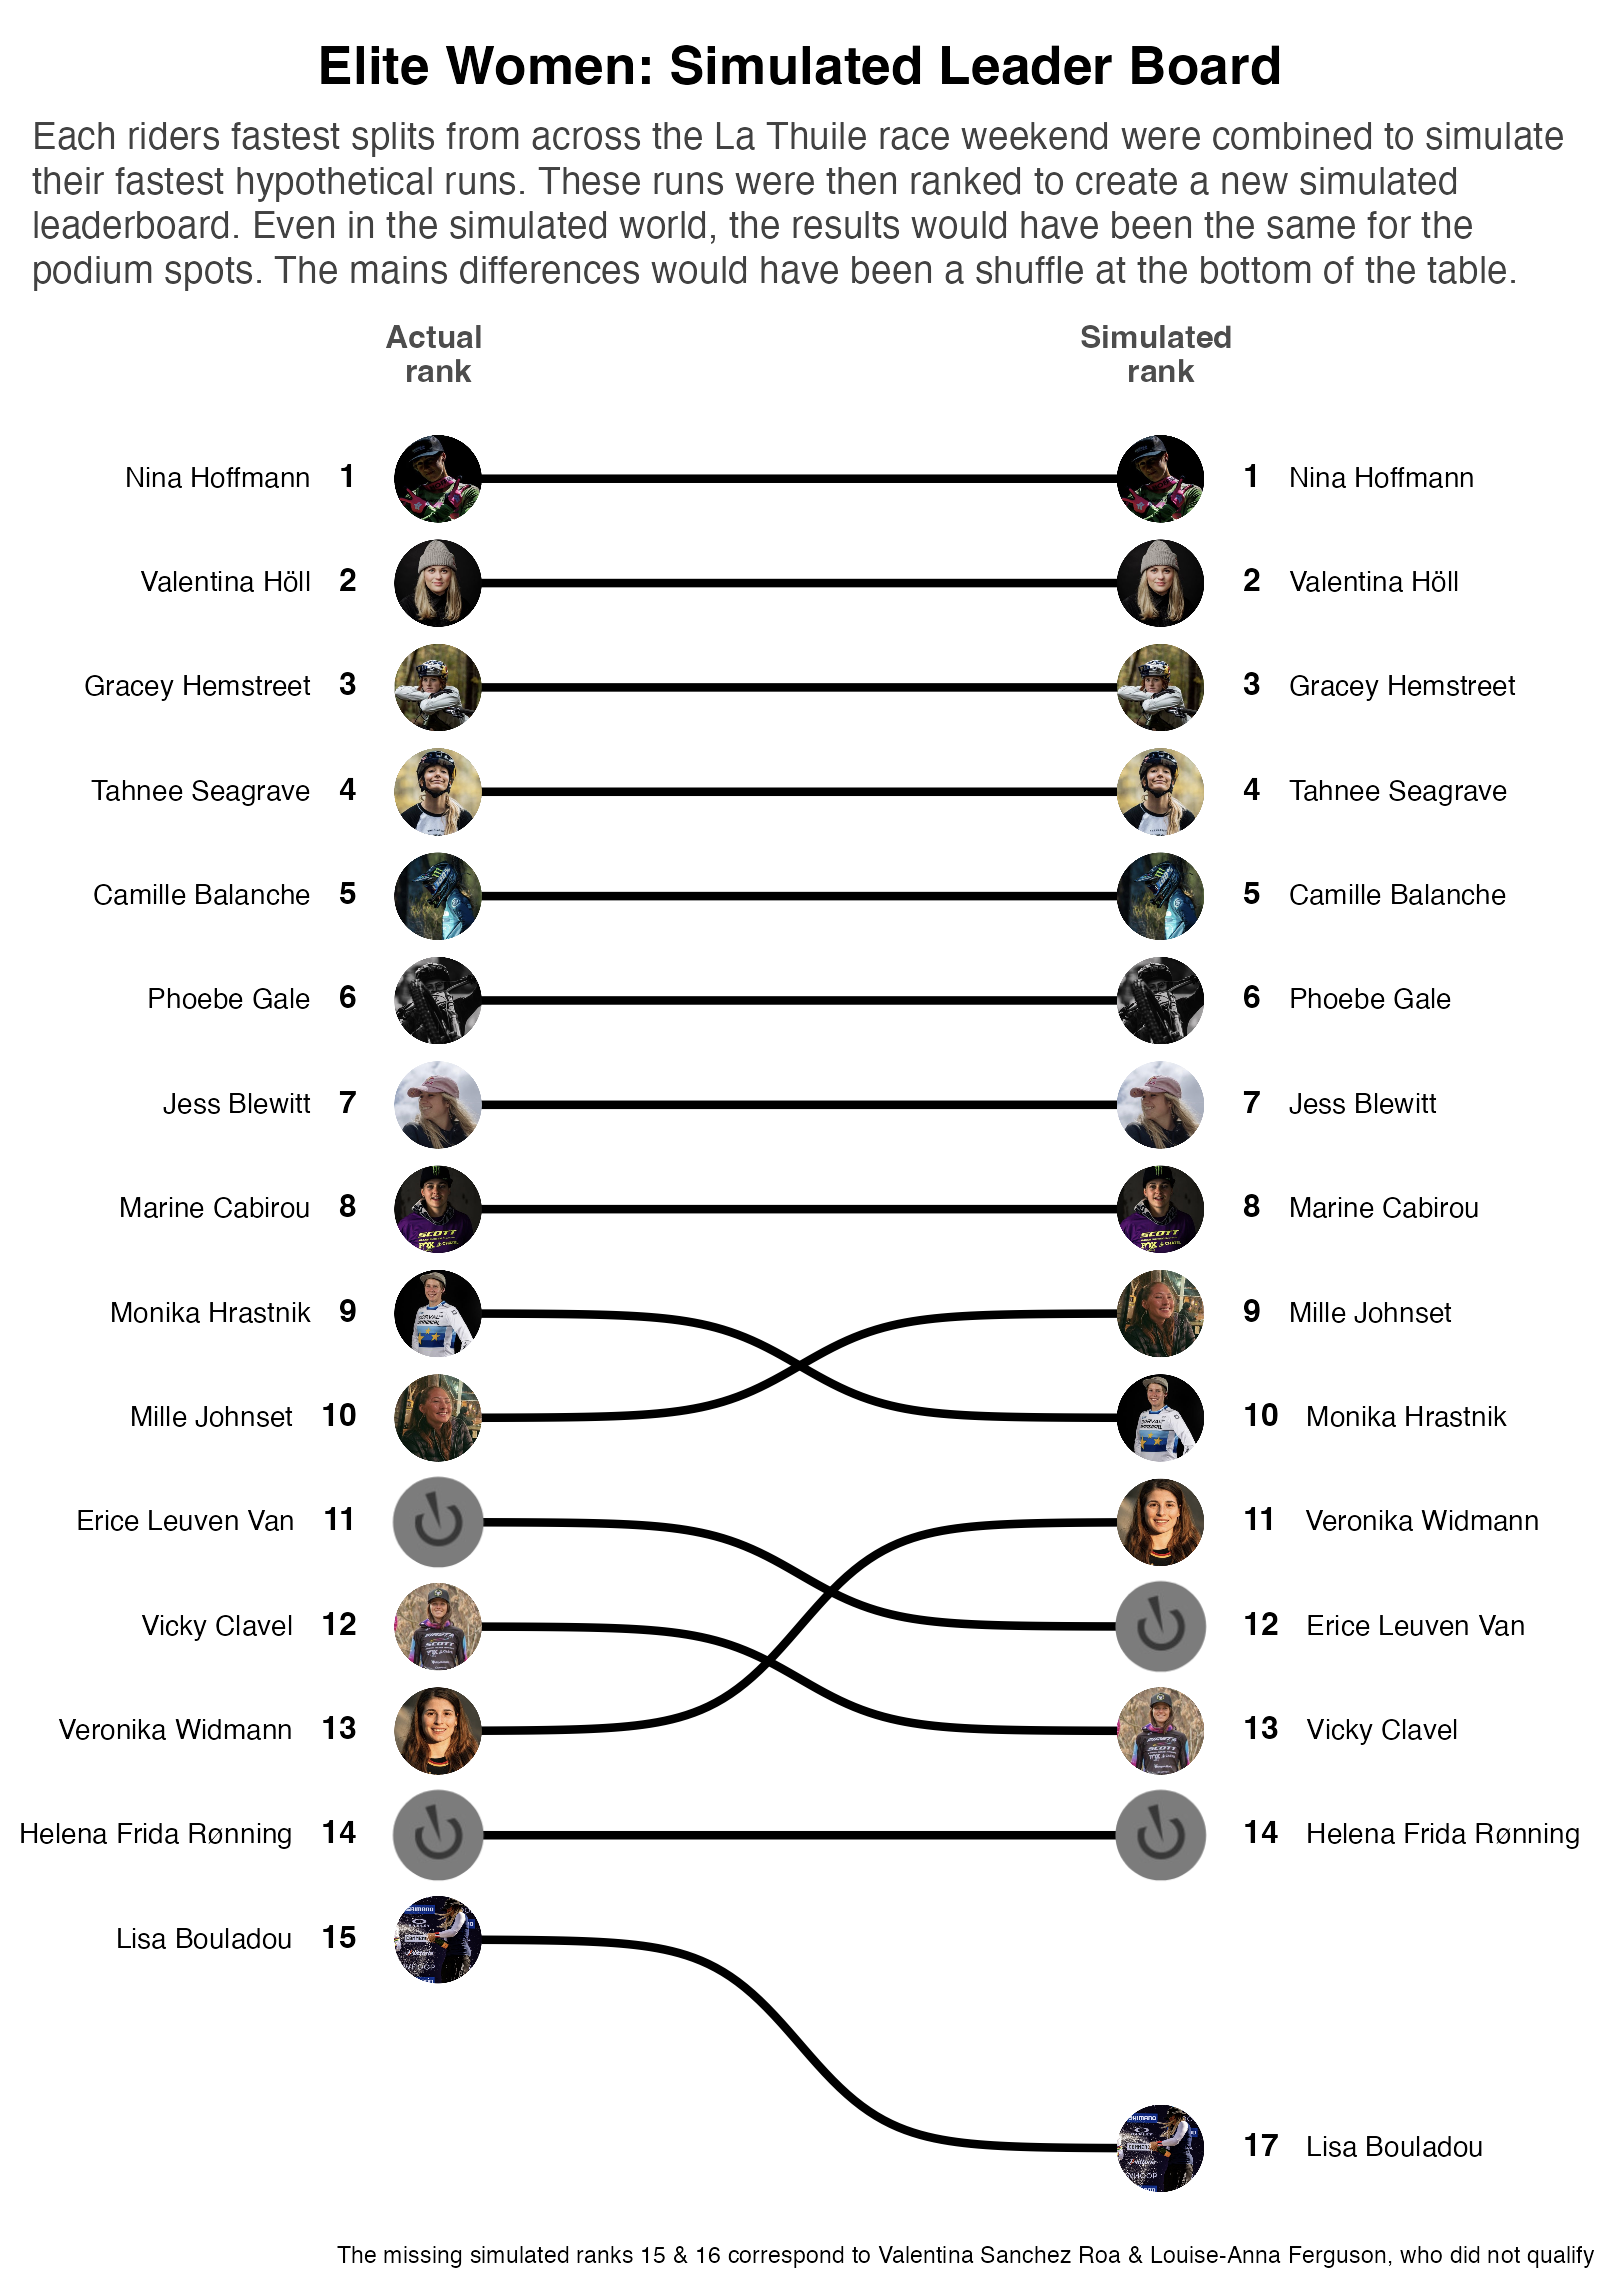 Elite Women: Simulated Leader Board
Each riders fastest splits from across the La Thuile race weekend were combined to simulate
their fastest hypothetical runs. These runs were then ranked to create a new simulated
leaderboard. Even in the simulated world, the results would have been the same for the
podium spots. The mains differences would have been a shuffle at the bottom of the table.
Actual rank
Simulated rank
Nina Hoffmann 1 1 Nina Hoffmann
Valentina Höll 2 2 Valentina Höll
Gracey Hemstreet 3 3 Gracey Hemstreet
Tahnee Seagrave 4 4 Tahnee Seagrave
Camille Balanche 5 5 Camille Balanche
Phoebe Gale 6 6 Phoebe Gale
Jess Blewitt 7 7 Jess Blewitt
Marine Cabirou 8 8 Marine Cabirou
Monika Hrastnik 9 9 Mille Johnset
Mille Johnset 10 10 Monika Hrastnik
Erice Leuven Van 11 11 Veronika Widmann
Vicky Clavel 12 12 Erice Leuven Van
Veronika Widmann 13 13 Vicky Clavel
Helena Frida Rønning 14 14 Helena Frida Rønning
Lisa Bouladou 15
17 Lisa Bouladou
The missing simulated ranks 15 & 16 correspond to Valentina Sanchez Roa & Louise-Anna Ferguson, who did not qualify